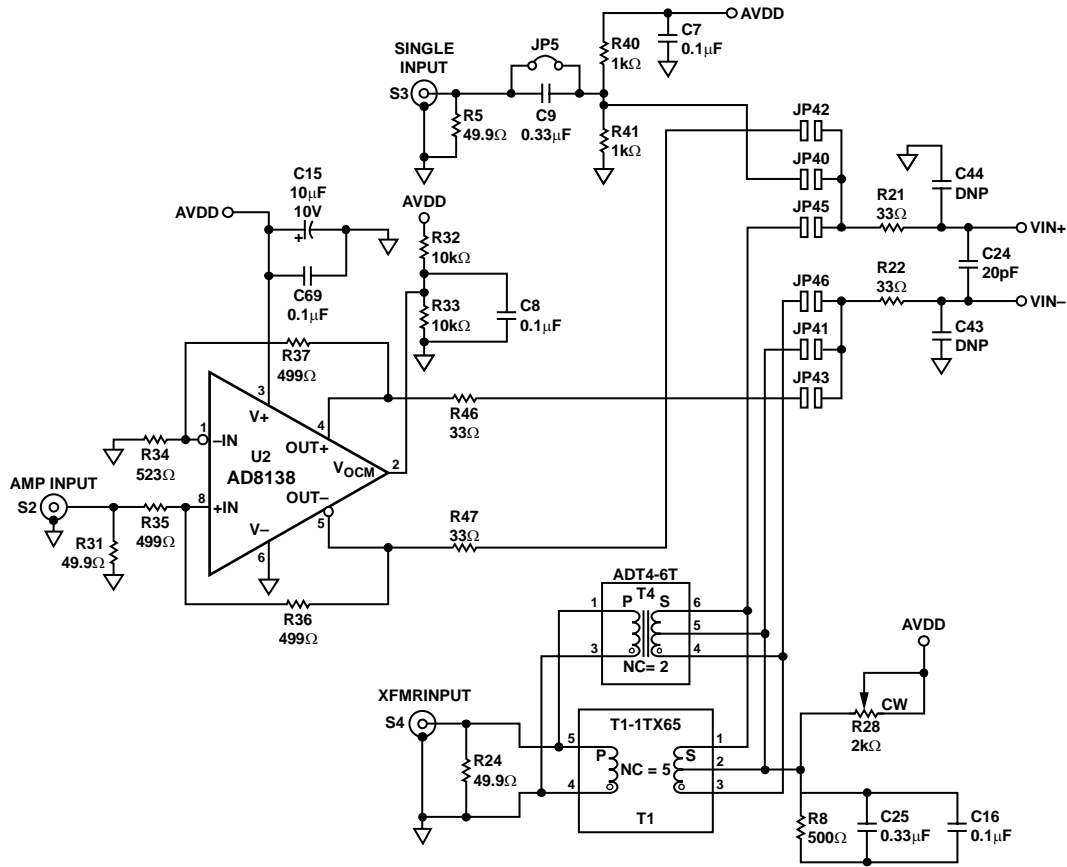 AVDD
SINGLE
INPUT
S3
JP5
R5
49.9Ω
C9
0.33µF
R40
1kΩ
R41
1kΩ
C7
0.1µF
JP42
JP40
JP45
C44
DNP
R21
33Ω
VIN+
C24
20pF
R22
33Ω
VIN–
JP46
JP41
JP43
C43
DNP
C15
10µF
10V
+
AVDD
C69
0.1µF
AVDD
R32
10kΩ
R33
10kΩ
C8
0.1µF
R37
499Ω
3
V+
1
–IN
4
OUT+
U2
AD8138
VOCM
2
R46
33Ω
R34
523Ω
AMP INPUT
S2
R31
49.9Ω
R35
499Ω
8
+IN
OUT–
5
V–
6
R47
33Ω
R36
499Ω
ADT4-6T
T4
1
P
S
6
5
3
4
NC= 2
XFMRINPUT
S4
R24
49.9Ω
T1-1TX65
5
P
S
1
NC = 5
2
4
3
T1
AVDD
CW
R28
2kΩ
R8
500Ω
C25
0.33µF
C16
0.1µF